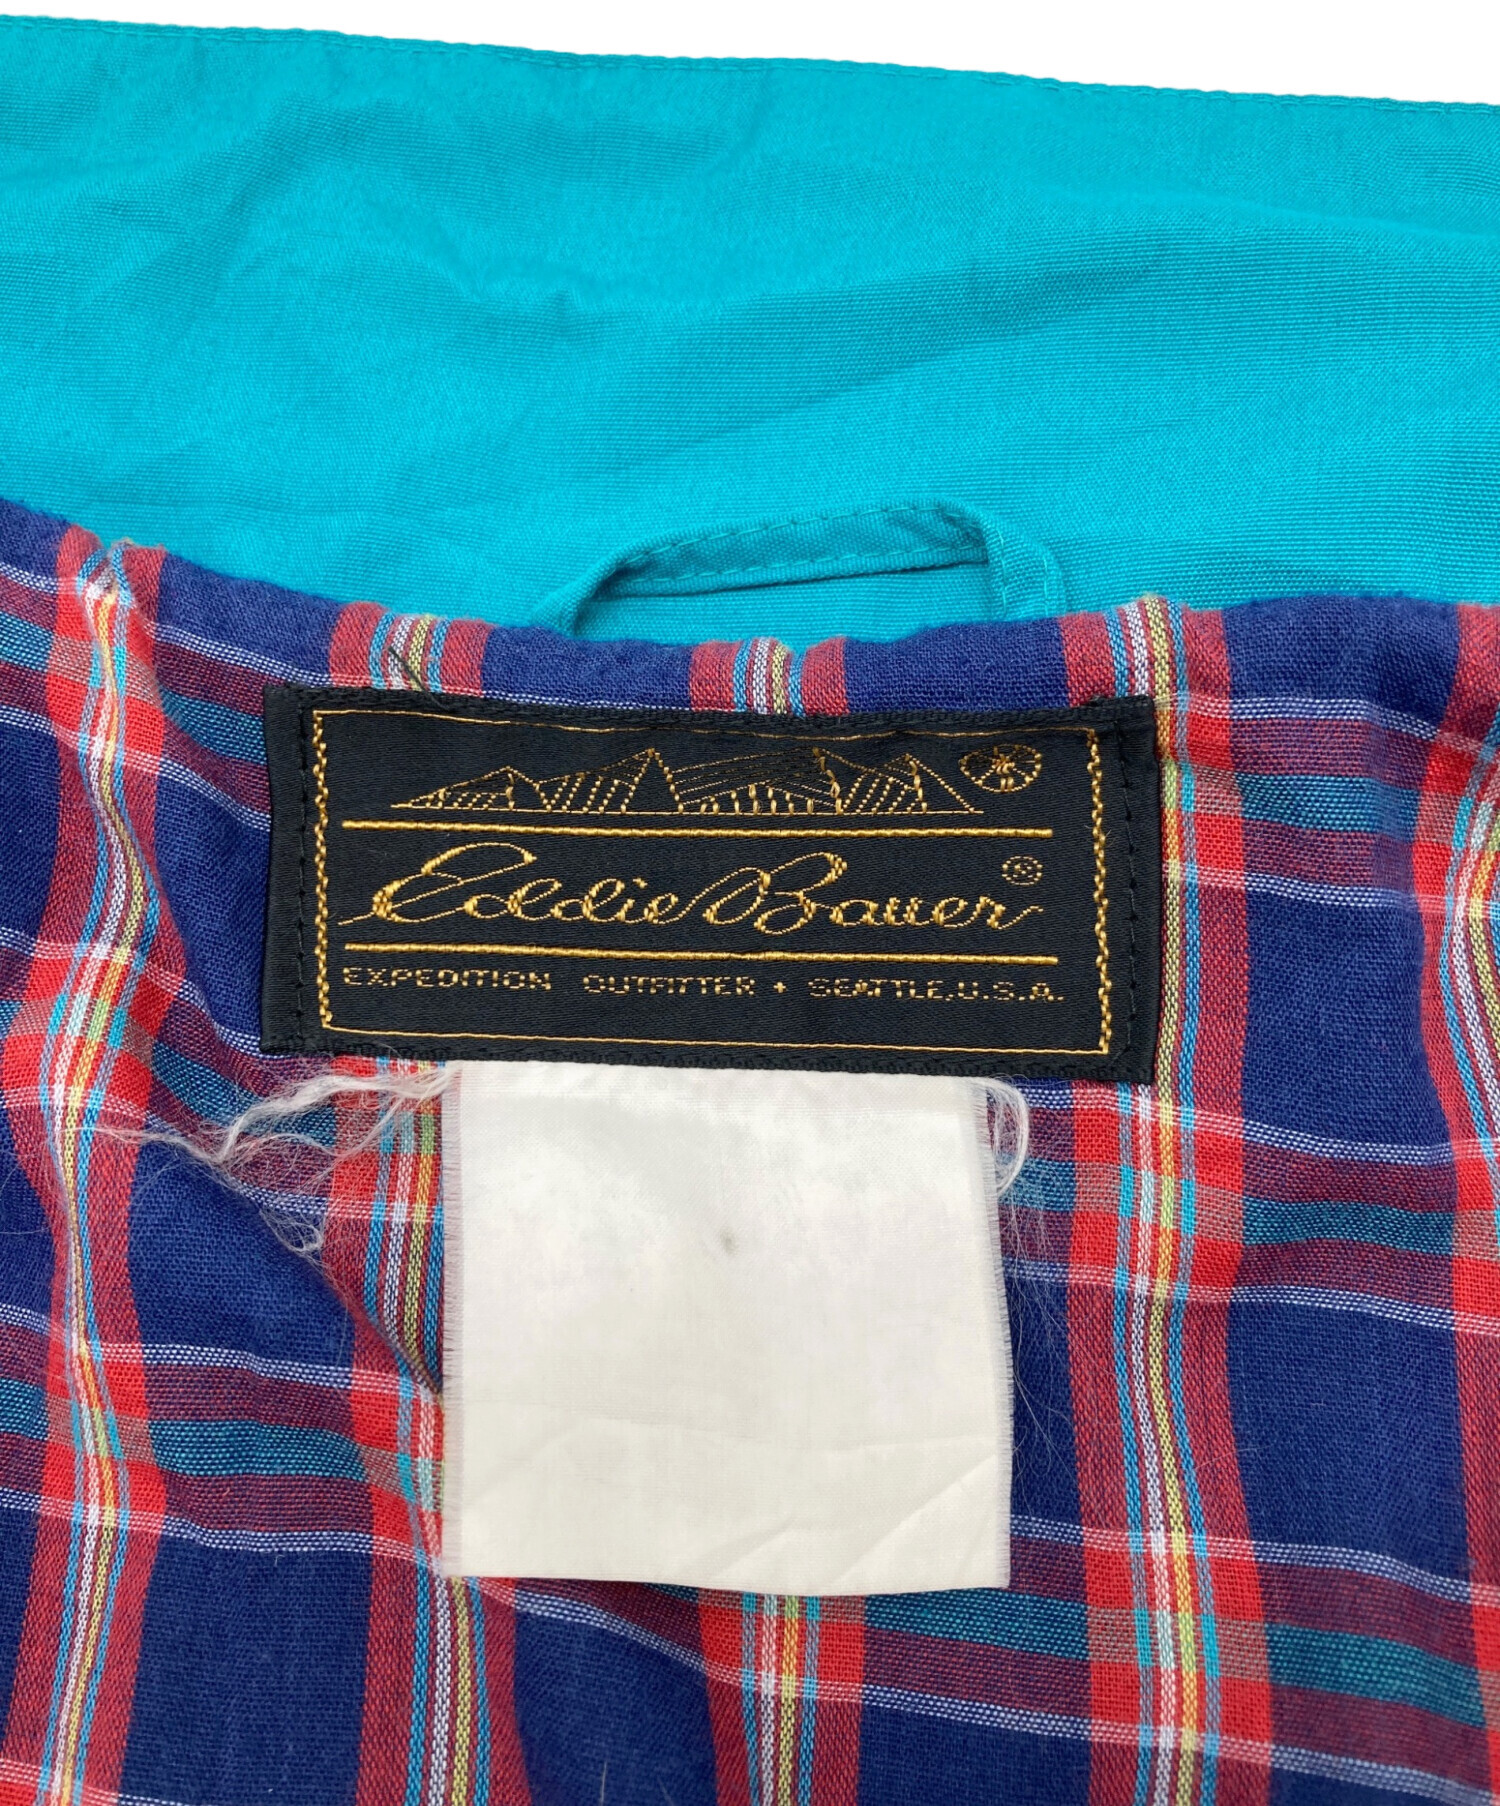 Eddie Bauer®
EXPEDITION OUTFITTER • SEATTLE, U.S.A.